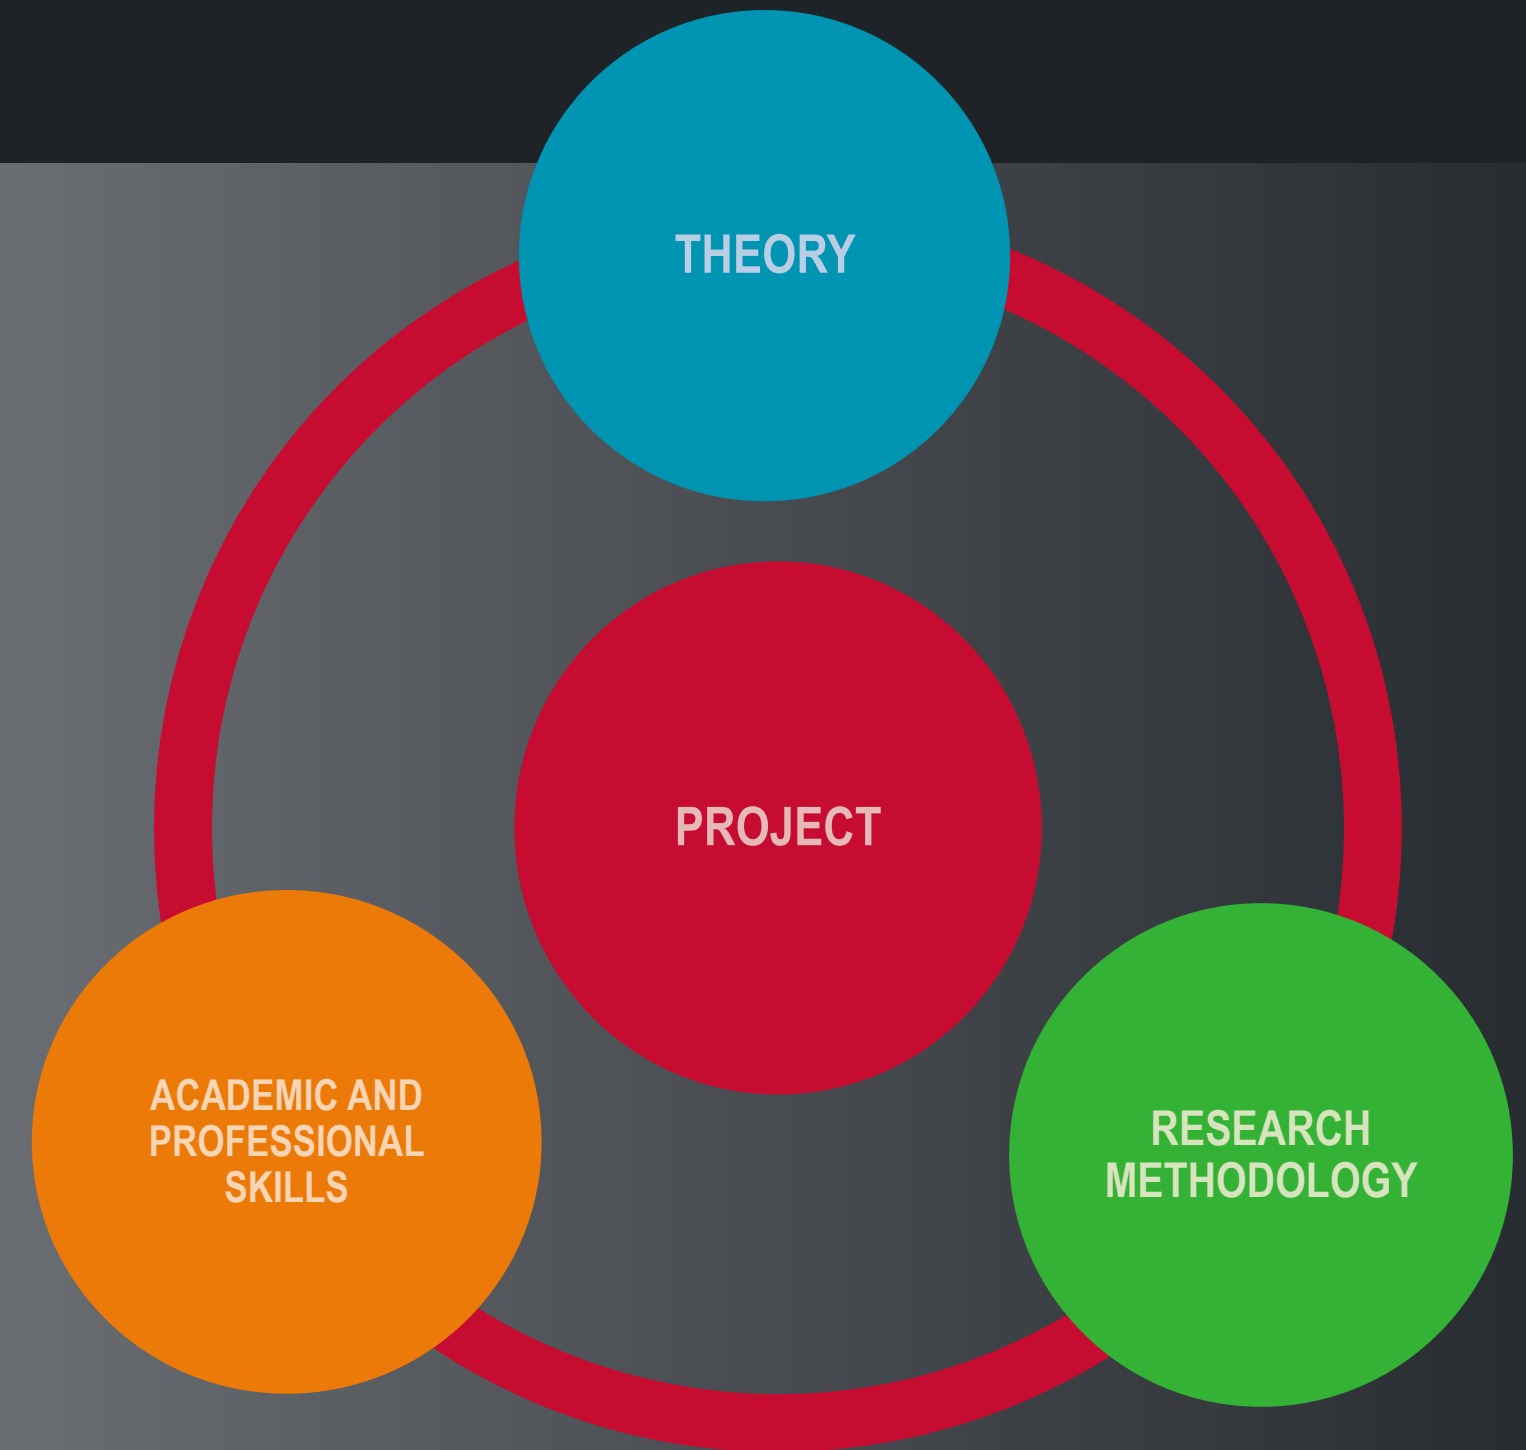 THEORY
PROJECT
ACADEMIC AND
PROFESSIONAL
SKILLS
RESEARCH
METHODOLOGY